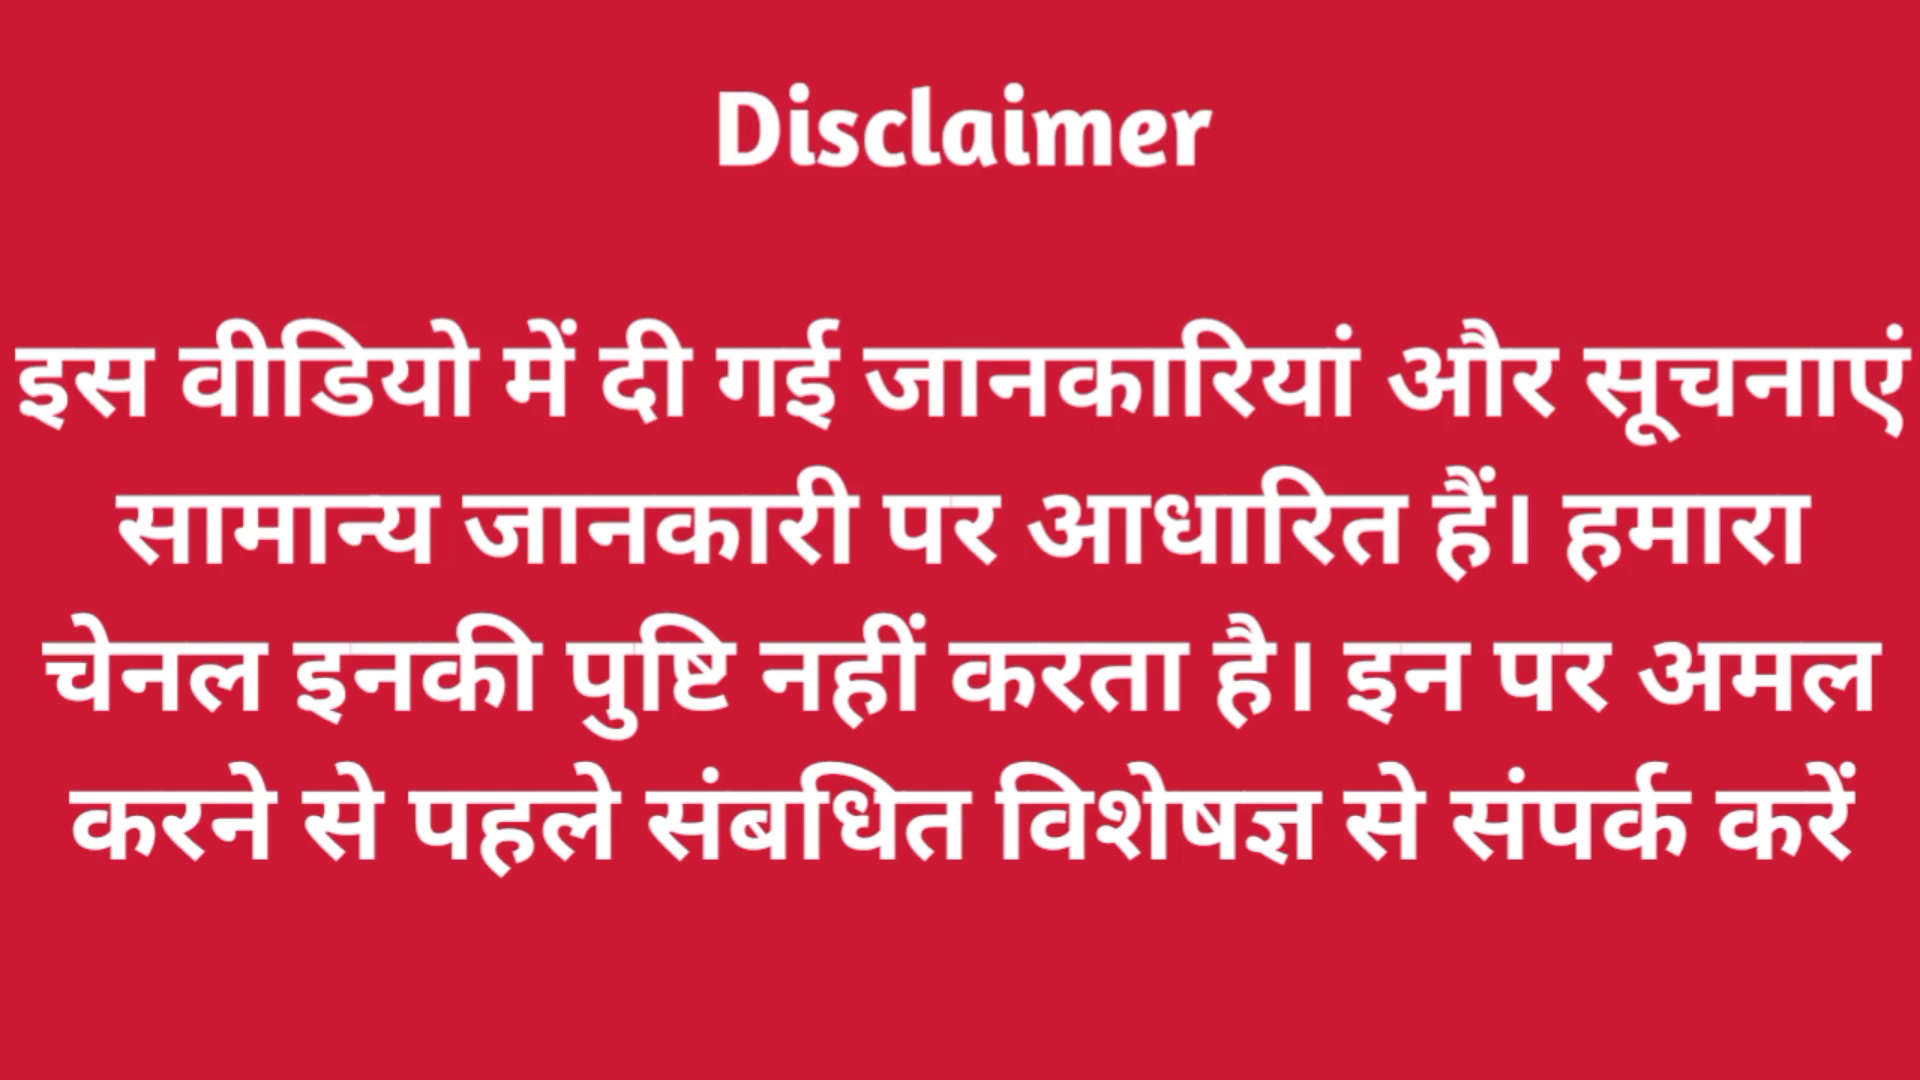 Disclaimer
इस वीडियो में दी गई जानकारियां और सूचनाएं
सामान्य जानकारी पर आधारित हैं। हमारा
चेनल इनकी पुष्टि नहीं करता है। इन पर अमल
करने से पहले संबधित विशेषज्ञ से संपर्क करें